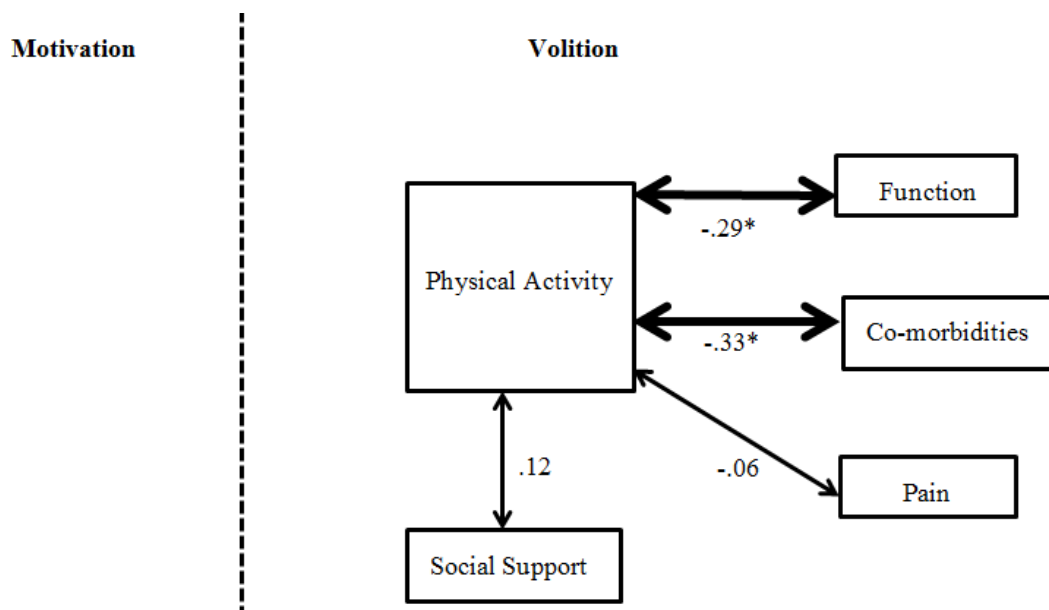 Motivation
Volition
Function
-.29*
Physical Activity
Co-morbidities
-.33*
.12
-.06
Pain
Social Support